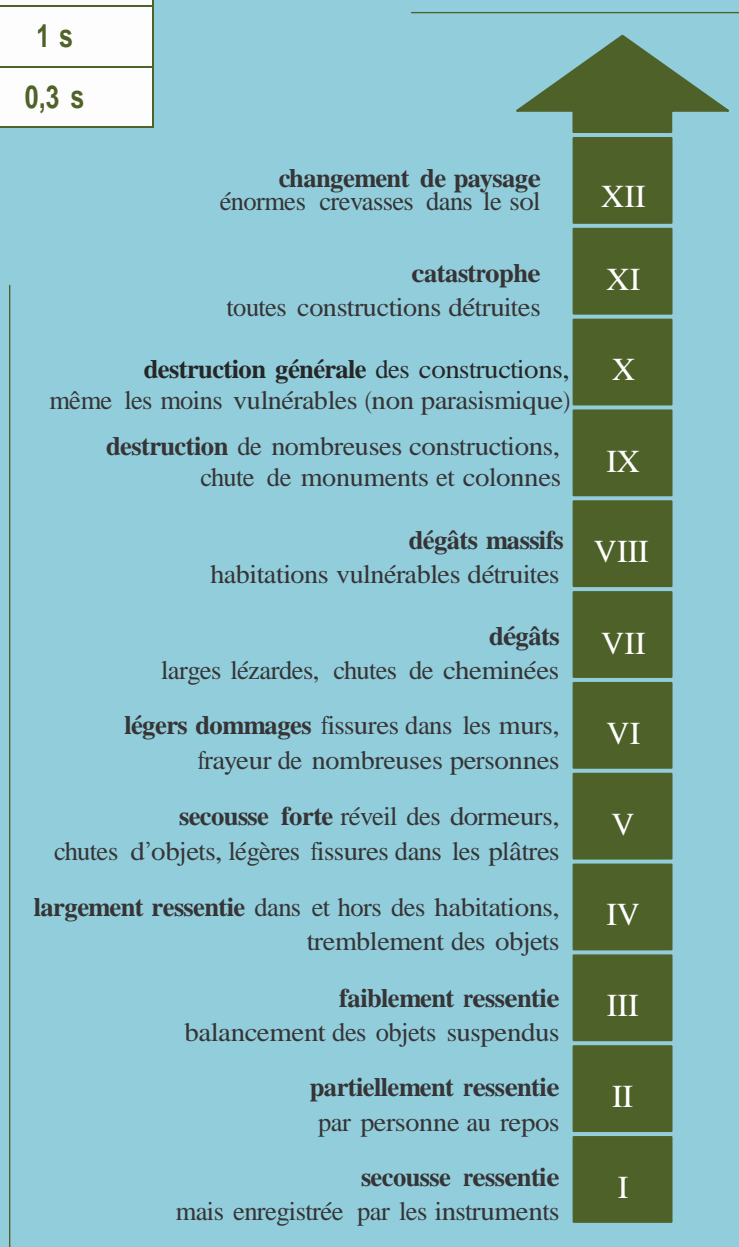 1 s
0,3 s
changement de paysage
énormes crevasses dans le sol
XII
catastrophe
toutes constructions détruites
XI
destruction générale des constructions,
même les moins vulnérables (non parasismique)
X
destruction de nombreuses constructions,
chute de monuments et colonnes
IX
dégâts massifs
habitations vulnérables détruites
VIII
dégâts
larges lézardes, chutes de cheminées
VII
légers dommages fissures dans les murs,
frayeur de nombreuses personnes
VI
secousse forte réveil des dormeurs,
chutes d'objets, légères fissures dans les plâtres
V
largement ressentie dans et hors des habitations,
tremblement des objets
IV
faiblement ressentie
balancement des objets suspendus
III
partiellement ressentie
par personne au repos
II
secousse ressentie
mais enregistrée par les instruments
I